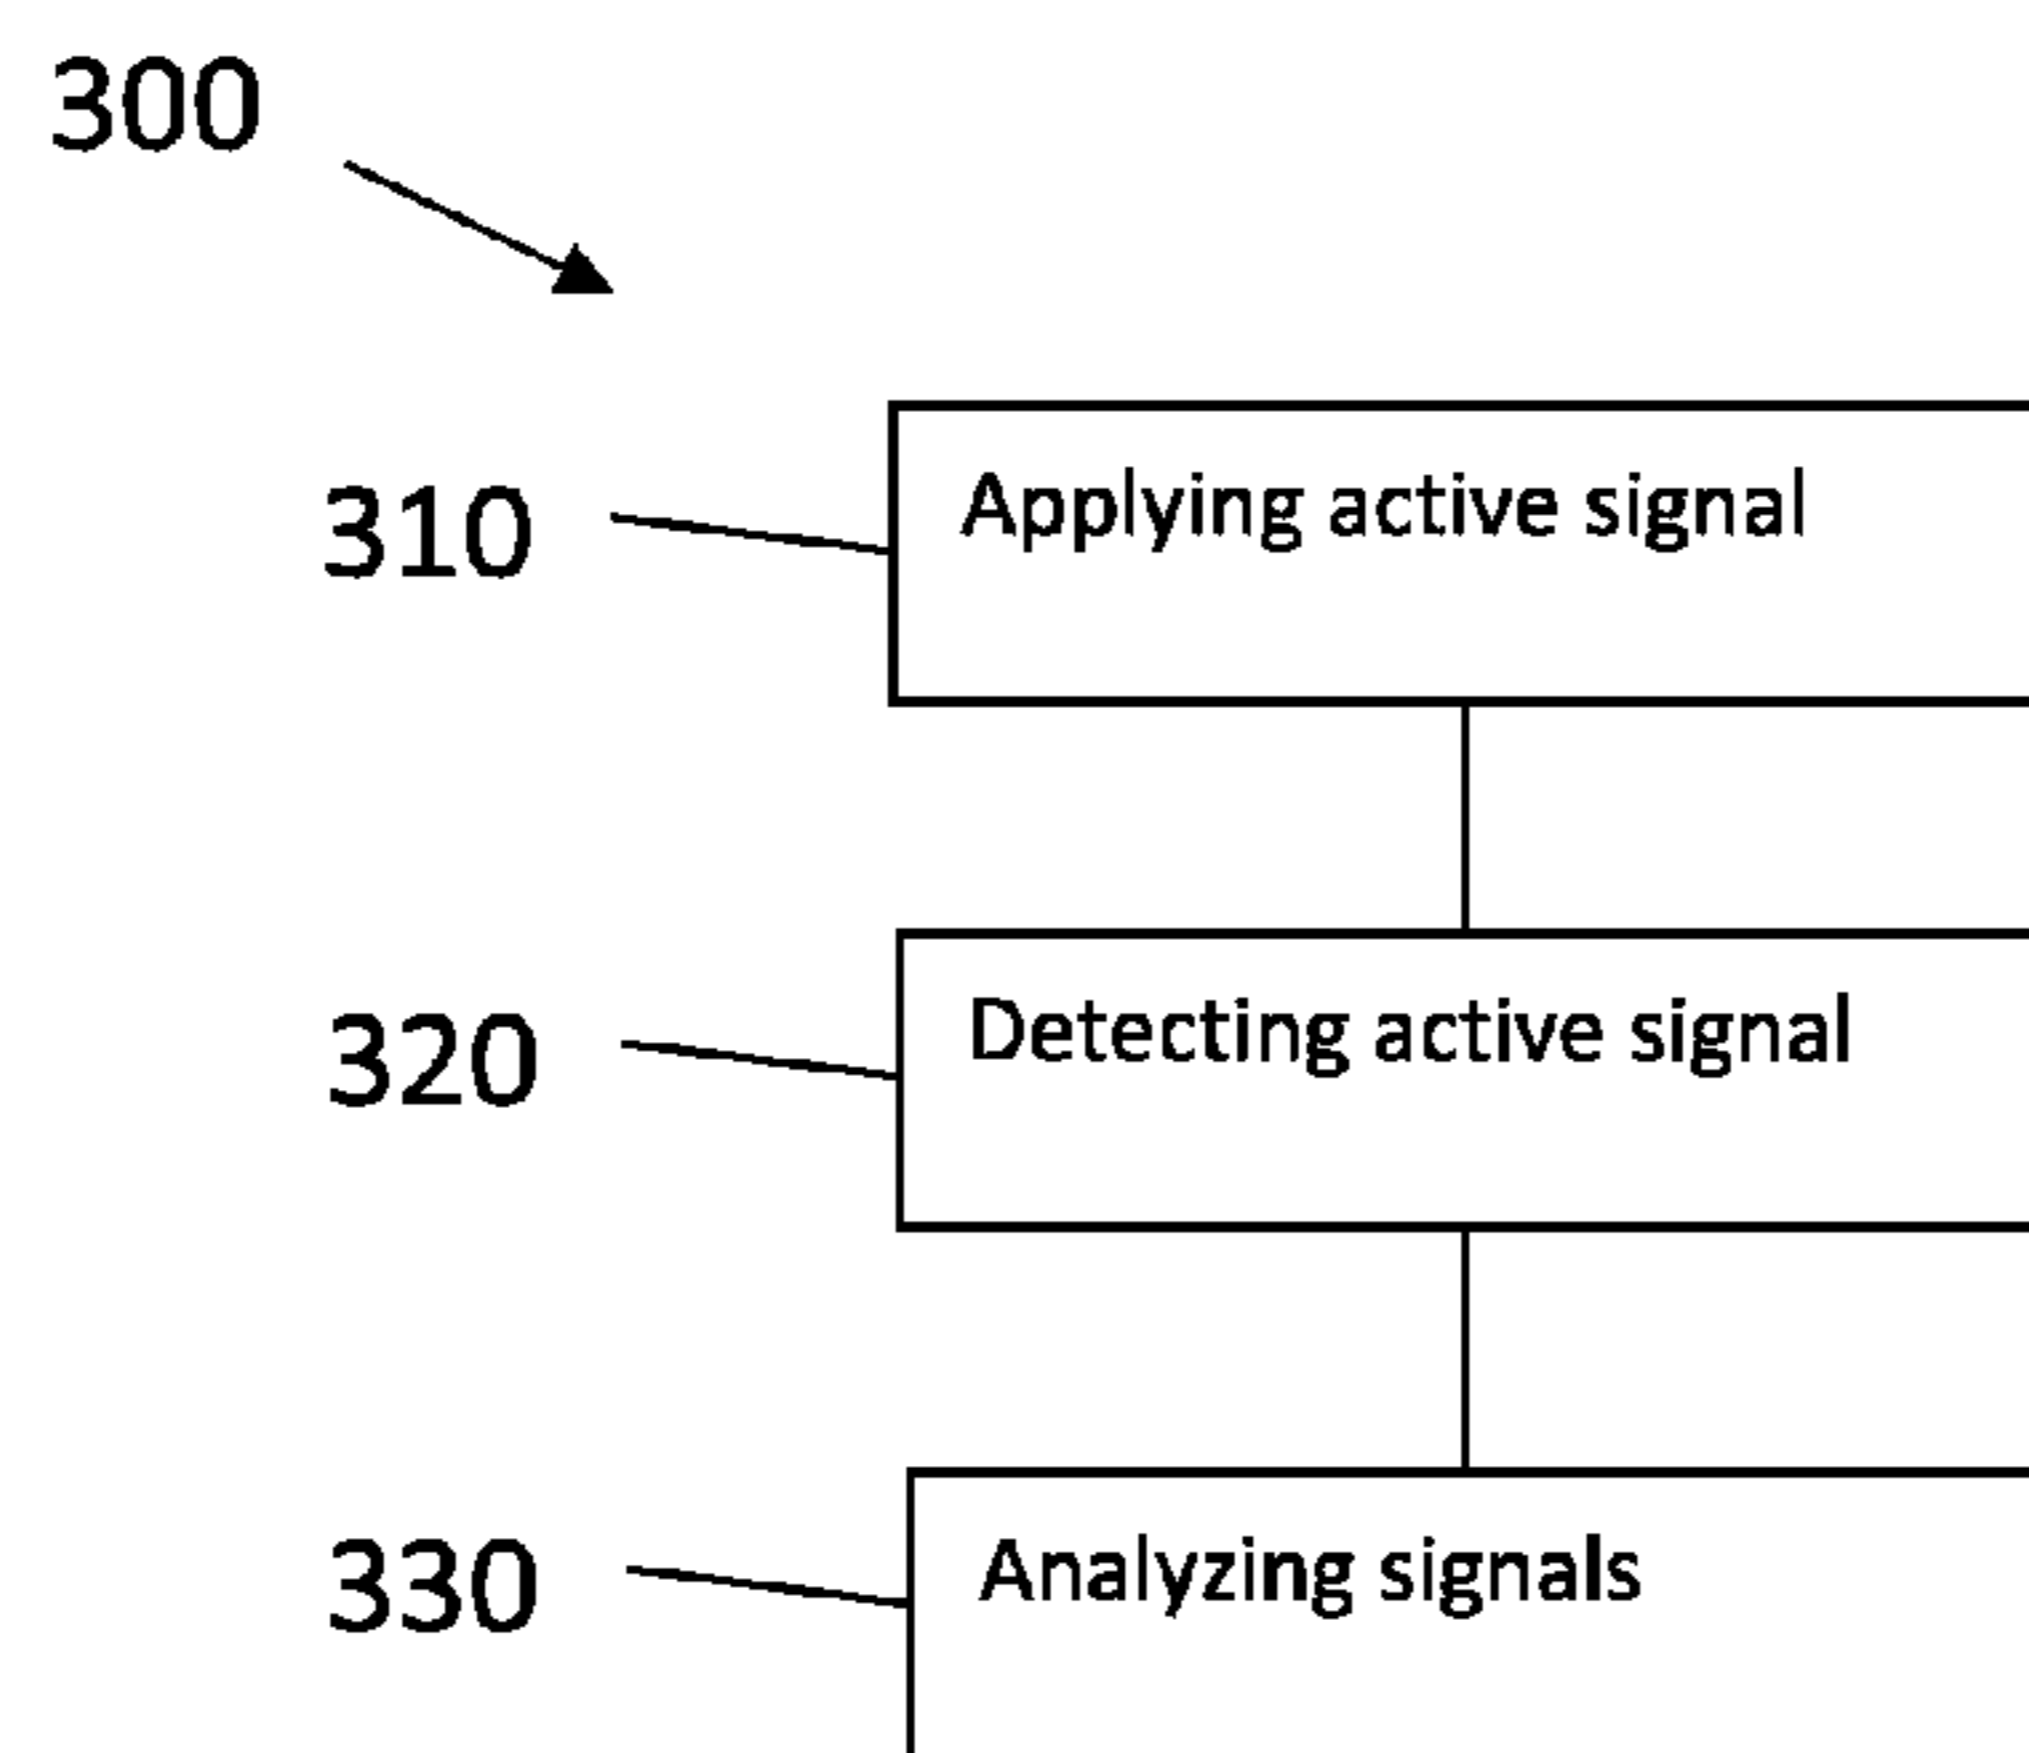 300
310
Applying active signal
320
Detecting active signal
330
Analyzing signals